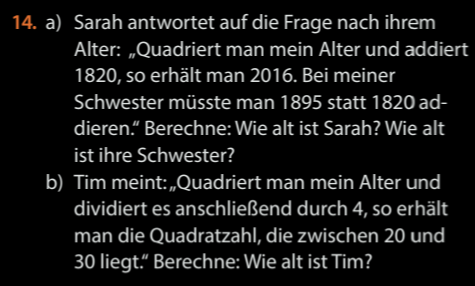 14. a) Sarah antwortet auf die Frage nach ihrem
Alter: „Quadriert man mein Alter und addiert
1820, so erhält man 2016. Bei meiner
Schwester müsste man 1895 statt 1820 ad-
dieren.“ Berechne: Wie alt ist Sarah? Wie alt
ist ihre Schwester?
b) Tim meint: „Quadriert man mein Alter und
dividiert es anschließend durch 4, so erhält
man die Quadratzahl, die zwischen 20 und
30 liegt.“ Berechne: Wie alt ist Tim?